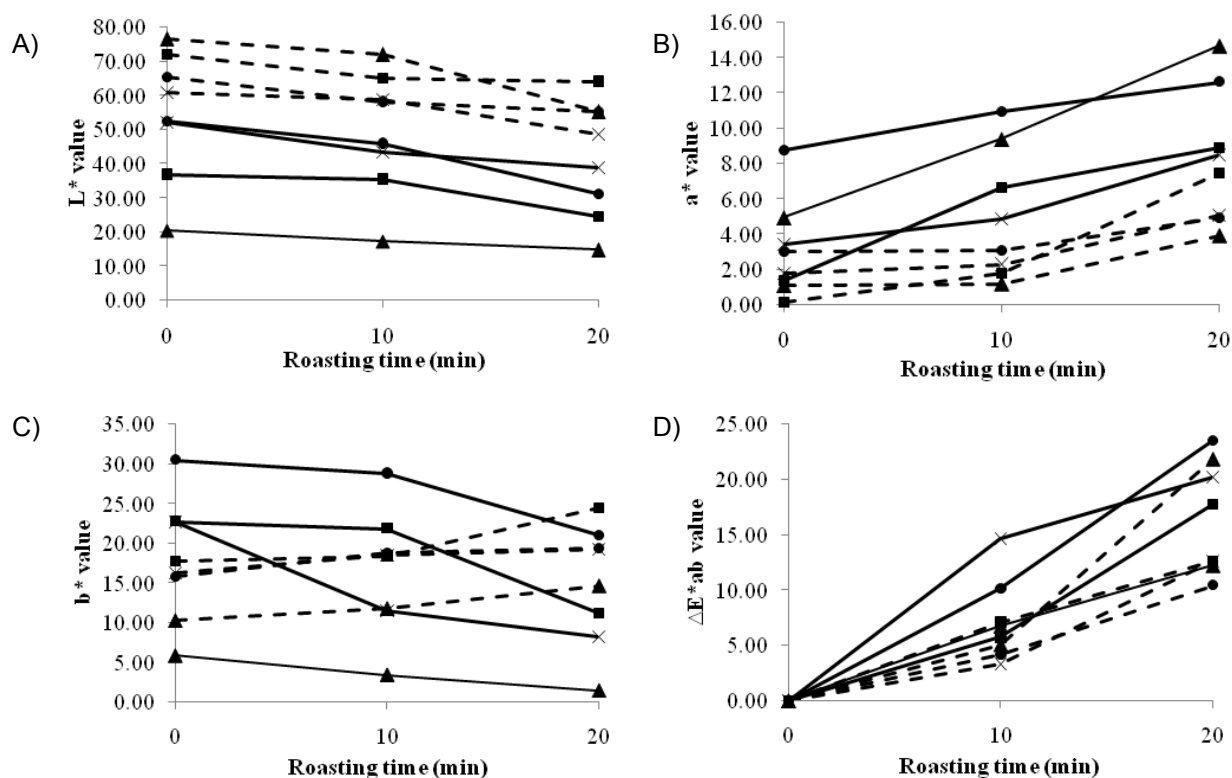 A)
L* value
80.00
70.00
60.00
50.00
40.00
30.00
20.00
10.00
0.00
0 10 20
Roasting time (min)
B)
a* value
16.00
14.00
12.00
10.00
8.00
6.00
4.00
2.00
0.00
0 10 20
Roasting time (min)
C)
b* value
35.00
30.00
25.00
20.00
15.00
10.00
5.00
0.00
0 10 20
Roasting time (min)
D)
△E*ab value
25.00
20.00
15.00
10.00
5.00
0.00
0 10 20
Roasting time (min)